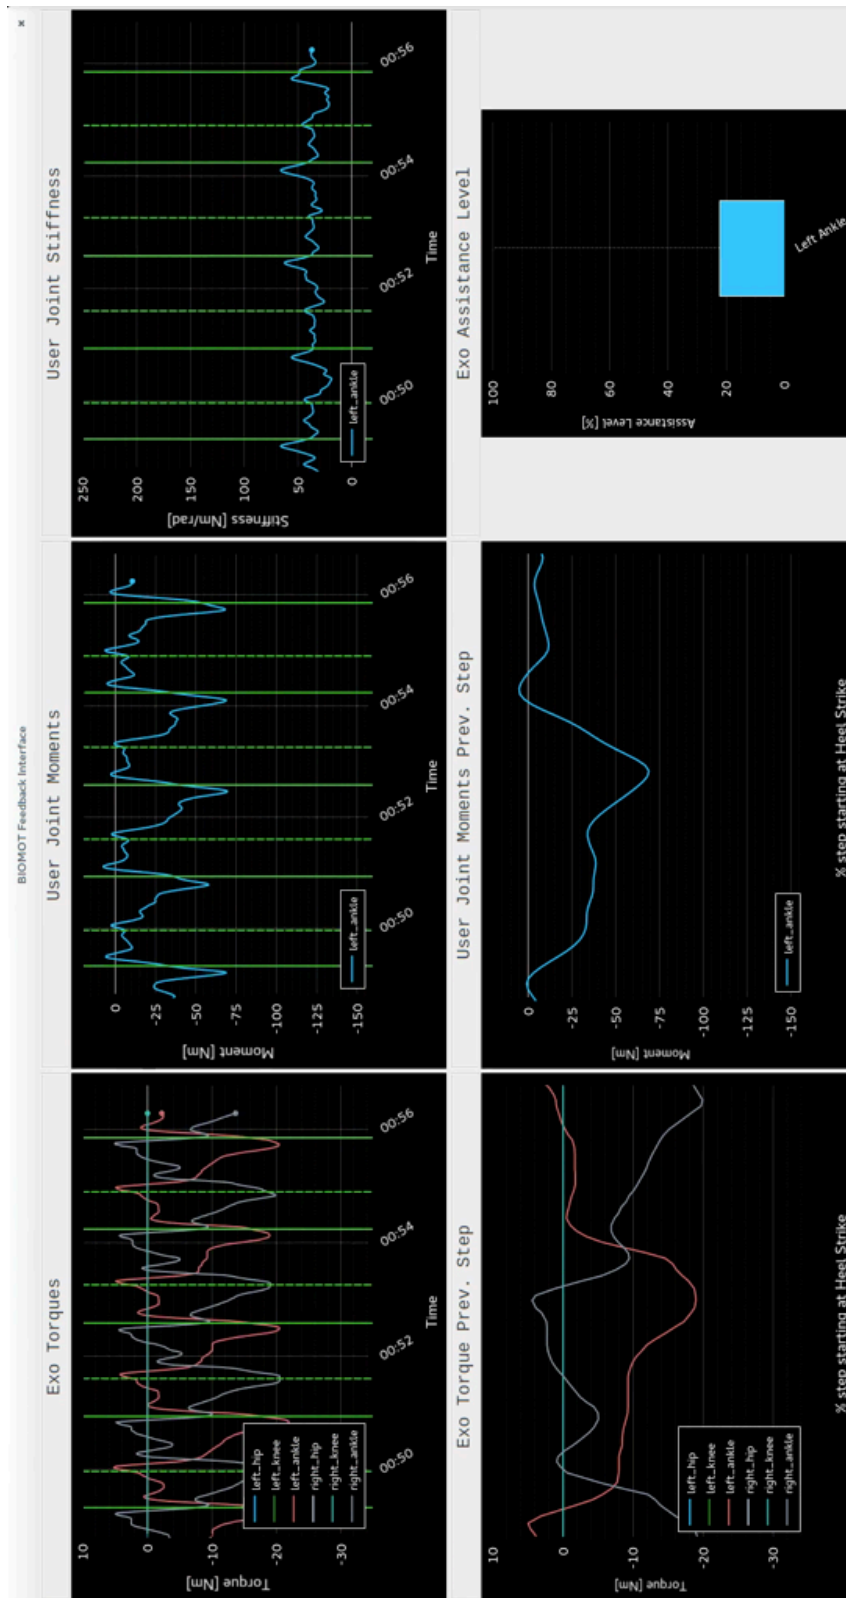 BIOMOT Feedback Interface
×
Exo Torques
10
0
-10
-20
-30
Torque [Nm]
left_hip
left_knee
left_ankle
right_hip
right_knee
right_ankle
00:50
00:52
00:54
00:56
Time
User Joint Moments
0
-25
-50
-75
-100
-125
-150
Moment [Nm]
left_ankle
00:50
00:52
00:54
00:56
Time
User Joint Stiffness
250
200
150
100
50
0
Stiffness [Nm/rad]
left_ankle
00:50
00:52
00:54
00:56
Time
Exo Torque Prev. Step
10
0
-10
-20
-30
Torque [Nm]
left_hip
left_knee
left_ankle
right_hip
right_knee
right_ankle
% step starting at Heel Strike
User Joint Moments Prev. Step
0
-25
-50
-75
-100
-125
-150
Moment [Nm]
left_ankle
% step starting at Heel Strike
Exo Assistance Level
100
80
60
40
20
0
Assistance Level [%]
Left Ankle